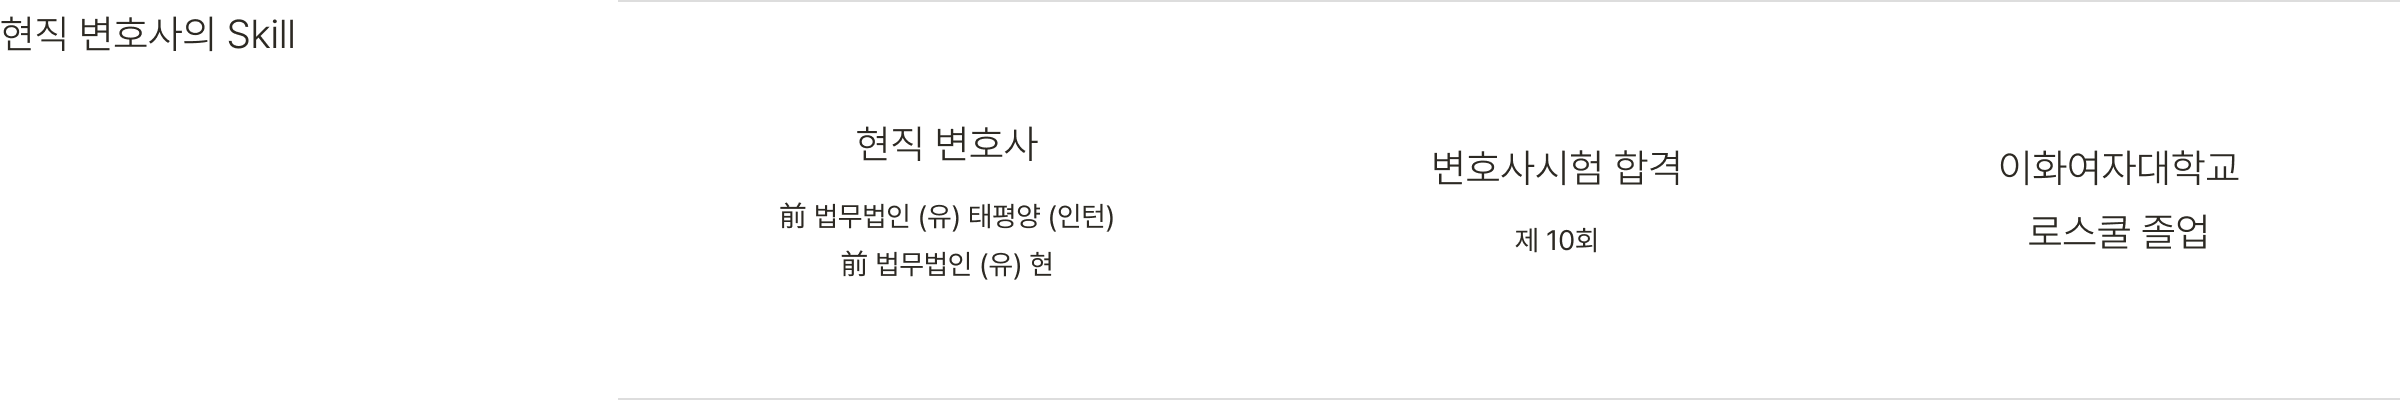 현직 변호사의 Skill
현직 변호사
前 법무법인 (유) 태평양 (인턴)
前 법무법인 (유) 현
변호사시험 합격
제 10회
이화여자대학교
로스쿨 졸업